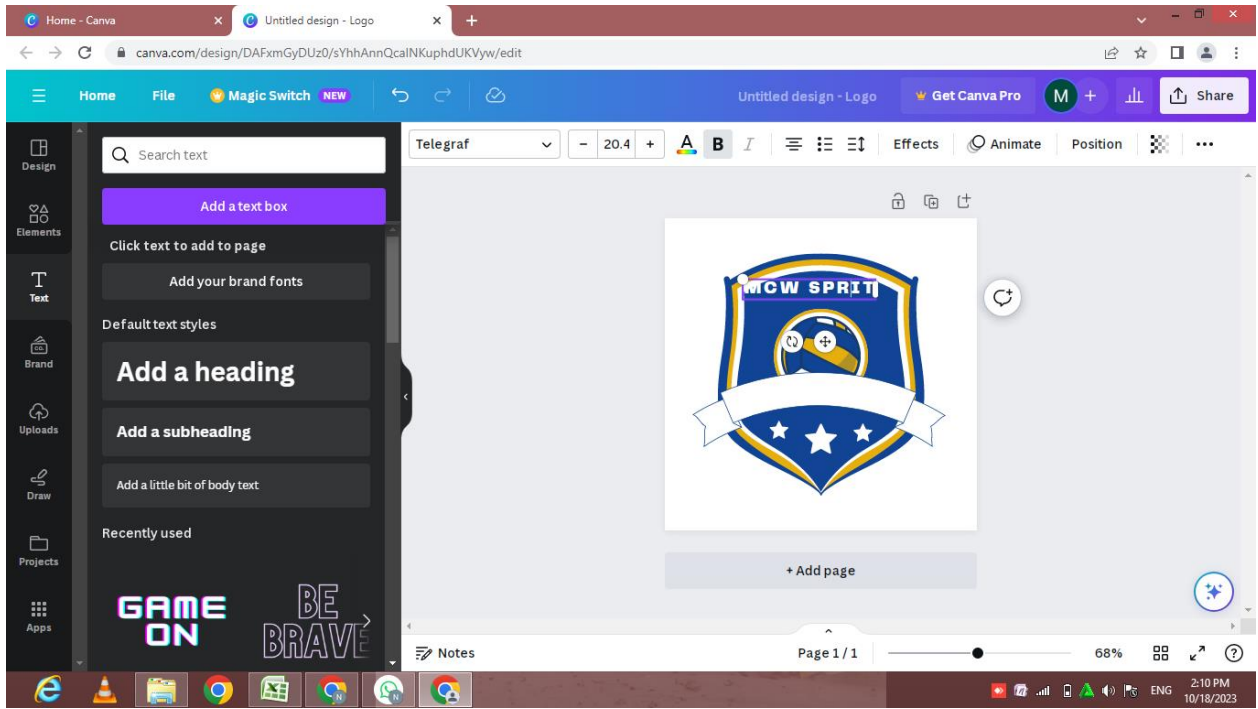 Home - Canva
Untitled design - Logo
canva.com/design/DAFxmGyDUz0/sYhhAnnQcalNKuphdUKVyw/edit
Home File Magic Switch NEW Untitled design - Logo Get Canva Pro M + Share
Design
Elements
Text
Brand
Uploads
Draw
Projects
Apps
Search text
Add a text box
Click text to add to page
Add your brand fonts
Default text styles
Add a heading
Add a subheading
Add a little bit of body text
Recently used
GAME
ON
BE
BRAVE
Telegraf - 20.4 + A B I Effects Animate Position
MCW SPRIT
+ Add page
Notes Page 1 / 1 68%
ENG
2:10 PM
10/18/2023